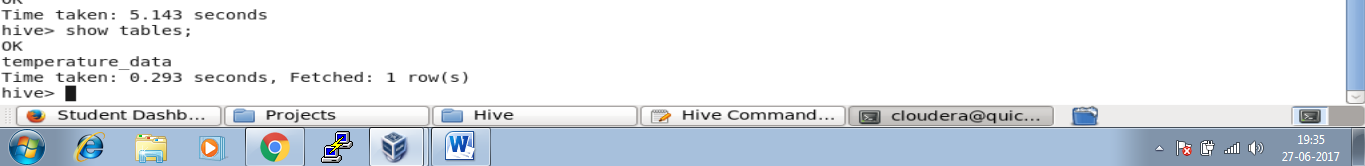 OK
Time taken: 5.143 seconds
hive> show tables;
OK
temperature_data
Time taken: 0.293 seconds, Fetched: 1 row(s)
hive>
Student Dashb... Projects Hive Hive Command... cloudera@quic...
19:35
27-06-2017